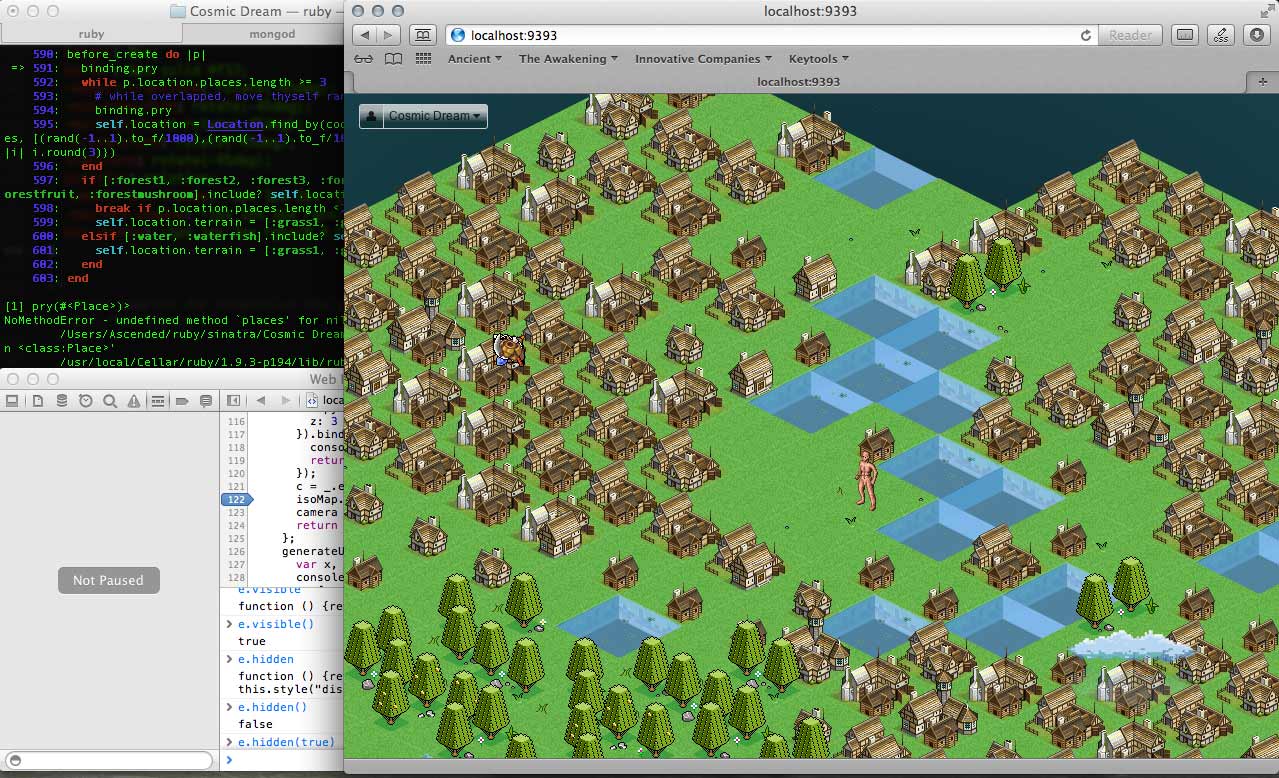 Cosmic Dream — ruby —
ruby
mongod
590: before_create do |p|
=> 591: binding.pry
592: while p.location.places.length >= 3
593: # while overlapped, move thyself ran
594: binding.pry
595: self.location = Location.find_by(coo
es, [(rand(-1..1).to_f/1000),(rand(-1..1).to_f/10
|i| i.round(3)})
596: end
597: if [:forest1, :forest2, :forest3, :for
orestfruit, :forestmushroom].include? self.locati
598: break if p.location.places.length <
599: self.location.terrain = [:grass1, :g
600: elsif [:water, :waterfish].include? se
601: self.location.terrain = [:grass1, :g
602: end
603: end
[1] pry(#<Place>)>
NoMethodError - undefined method `places' for nil
/Users/Ascended/ruby/sinatra/Cosmic Dream
n <class:Place>'
/usr/local/Cellar/ruby/1.9.3-p194/lib/ruby
Web
loca
116 z: 3
117 }).bind
118 conso
119 return
120 });
121 c = _.e
122 isoMap.
123 camera
124 return
125 };
126 generateU
127 var x,
128 console
Not Paused
e.visible
function () {re
> e.visible()
true
> e.hidden
function () {re
this.style("dis
> e.hidden()
false
> e.hidden(true)
>
localhost:9393
localhost:9393
Reader
css
Ancient
The Awakening
Innovative Companies
Keytools
localhost:9393
Cosmic Dream